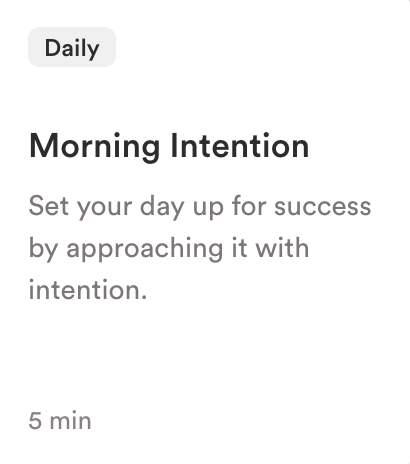 Daily
Morning Intention
Set your day up for success
by approaching it with
intention.
5 min